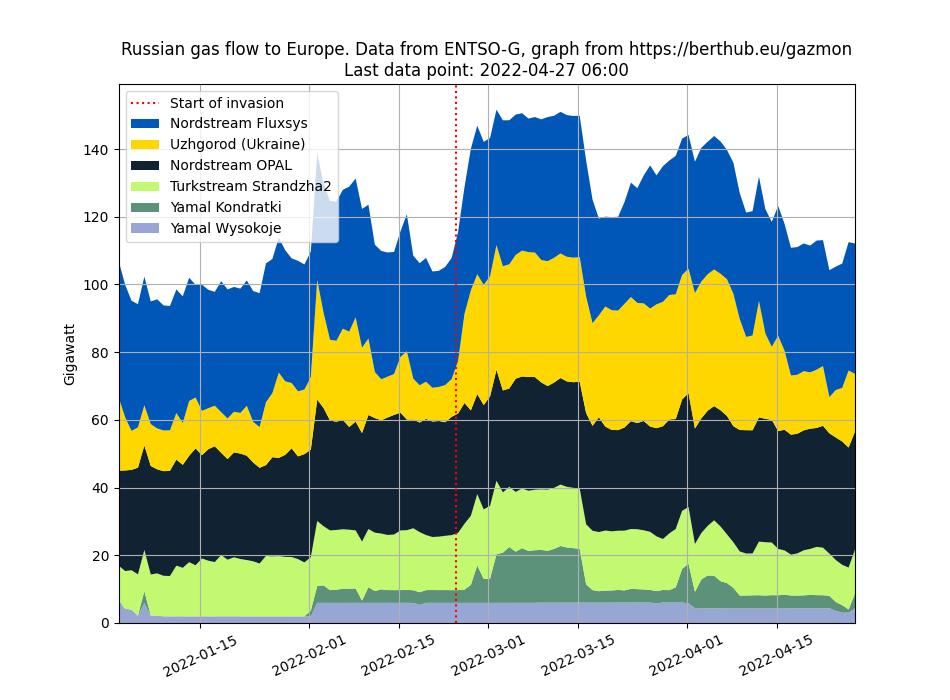 Russian gas flow to Europe. Data from ENTSO-G, graph from https://berthub.eu/gazmon
Last data point: 2022-04-27 06:00
Start of invasion
Nordstream Fluxsys
Uzhgorod (Ukraine)
Nordstream OPAL
Turkstream Strandzha2
Yamal Kondratki
Yamal Wysokoje
Gigawatt
140
120
100
80
60
40
20
0
2022-01-15
2022-02-01
2022-02-15
2022-03-01
2022-03-15
2022-04-01
2022-04-15